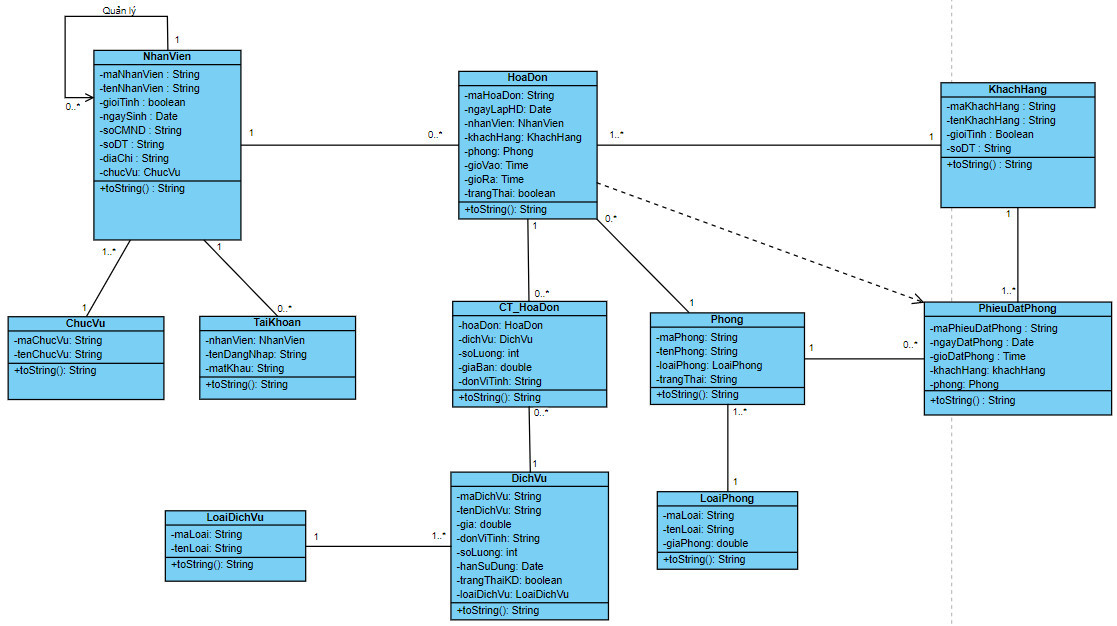 Quản lý
1
0..*
NhanVien
-maNhanVien : String
-tenNhanVien : String
-gioiTinh : boolean
-ngaySinh : Date
-soCMND : String
-soDT : String
-diaChi : String
-chucVu: ChucVu
+toString() : String
1
0..*
HoaDon
-maHoaDon: String
-ngayLapHD: Date
-nhanVien: NhanVien
-khachHang: KhachHang
-phong: Phong
-gioVao: Time
-gioRa: Time
-trangThai: boolean
+toString(): String
1..*
1
KhachHang
-maKhachHang : String
-tenKhachHang : String
-gioiTinh : Boolean
-soDT : String
+toString() : String
1..*
1
1
0..*
1
0..*
0.*
1
1
1..*
ChucVu
-maChucVu: String
-tenChucVu: String
+toString(): String
TaiKhoan
-nhanVien: NhanVien
-tenDangNhap: String
-matKhau: String
+toString(): String
CT_HoaDon
-hoaDon: HoaDon
-dichVu: DichVu
-soLuong: int
-giaBan: double
-donViTinh: String
+toString(): String
Phong
-maPhong: String
-tenPhong: String
-loaiPhong: LoaiPhong
-trangThai: String
+toString(): String
1
0..*
PhieuDatPhong
-maPhieuDatPhong : String
-ngayDatPhong : Date
-gioDatPhong : Time
-khachHang: khachHang
-phong: Phong
+toString() : String
0..*
1
1..*
1
LoaiDichVu
-maLoai: String
-tenLoai: String
+toString(): String
1
1..*
DichVu
-maDichVu: String
-tenDichVu: String
-gia: double
-donViTinh: String
-soLuong: int
-hanSuDung: Date
-trangThaiKD: boolean
-loaiDichVu: LoaiDichVu
+toString(): String
LoaiPhong
-maLoai: String
-tenLoai: String
-giaPhong: double
+toString(): String